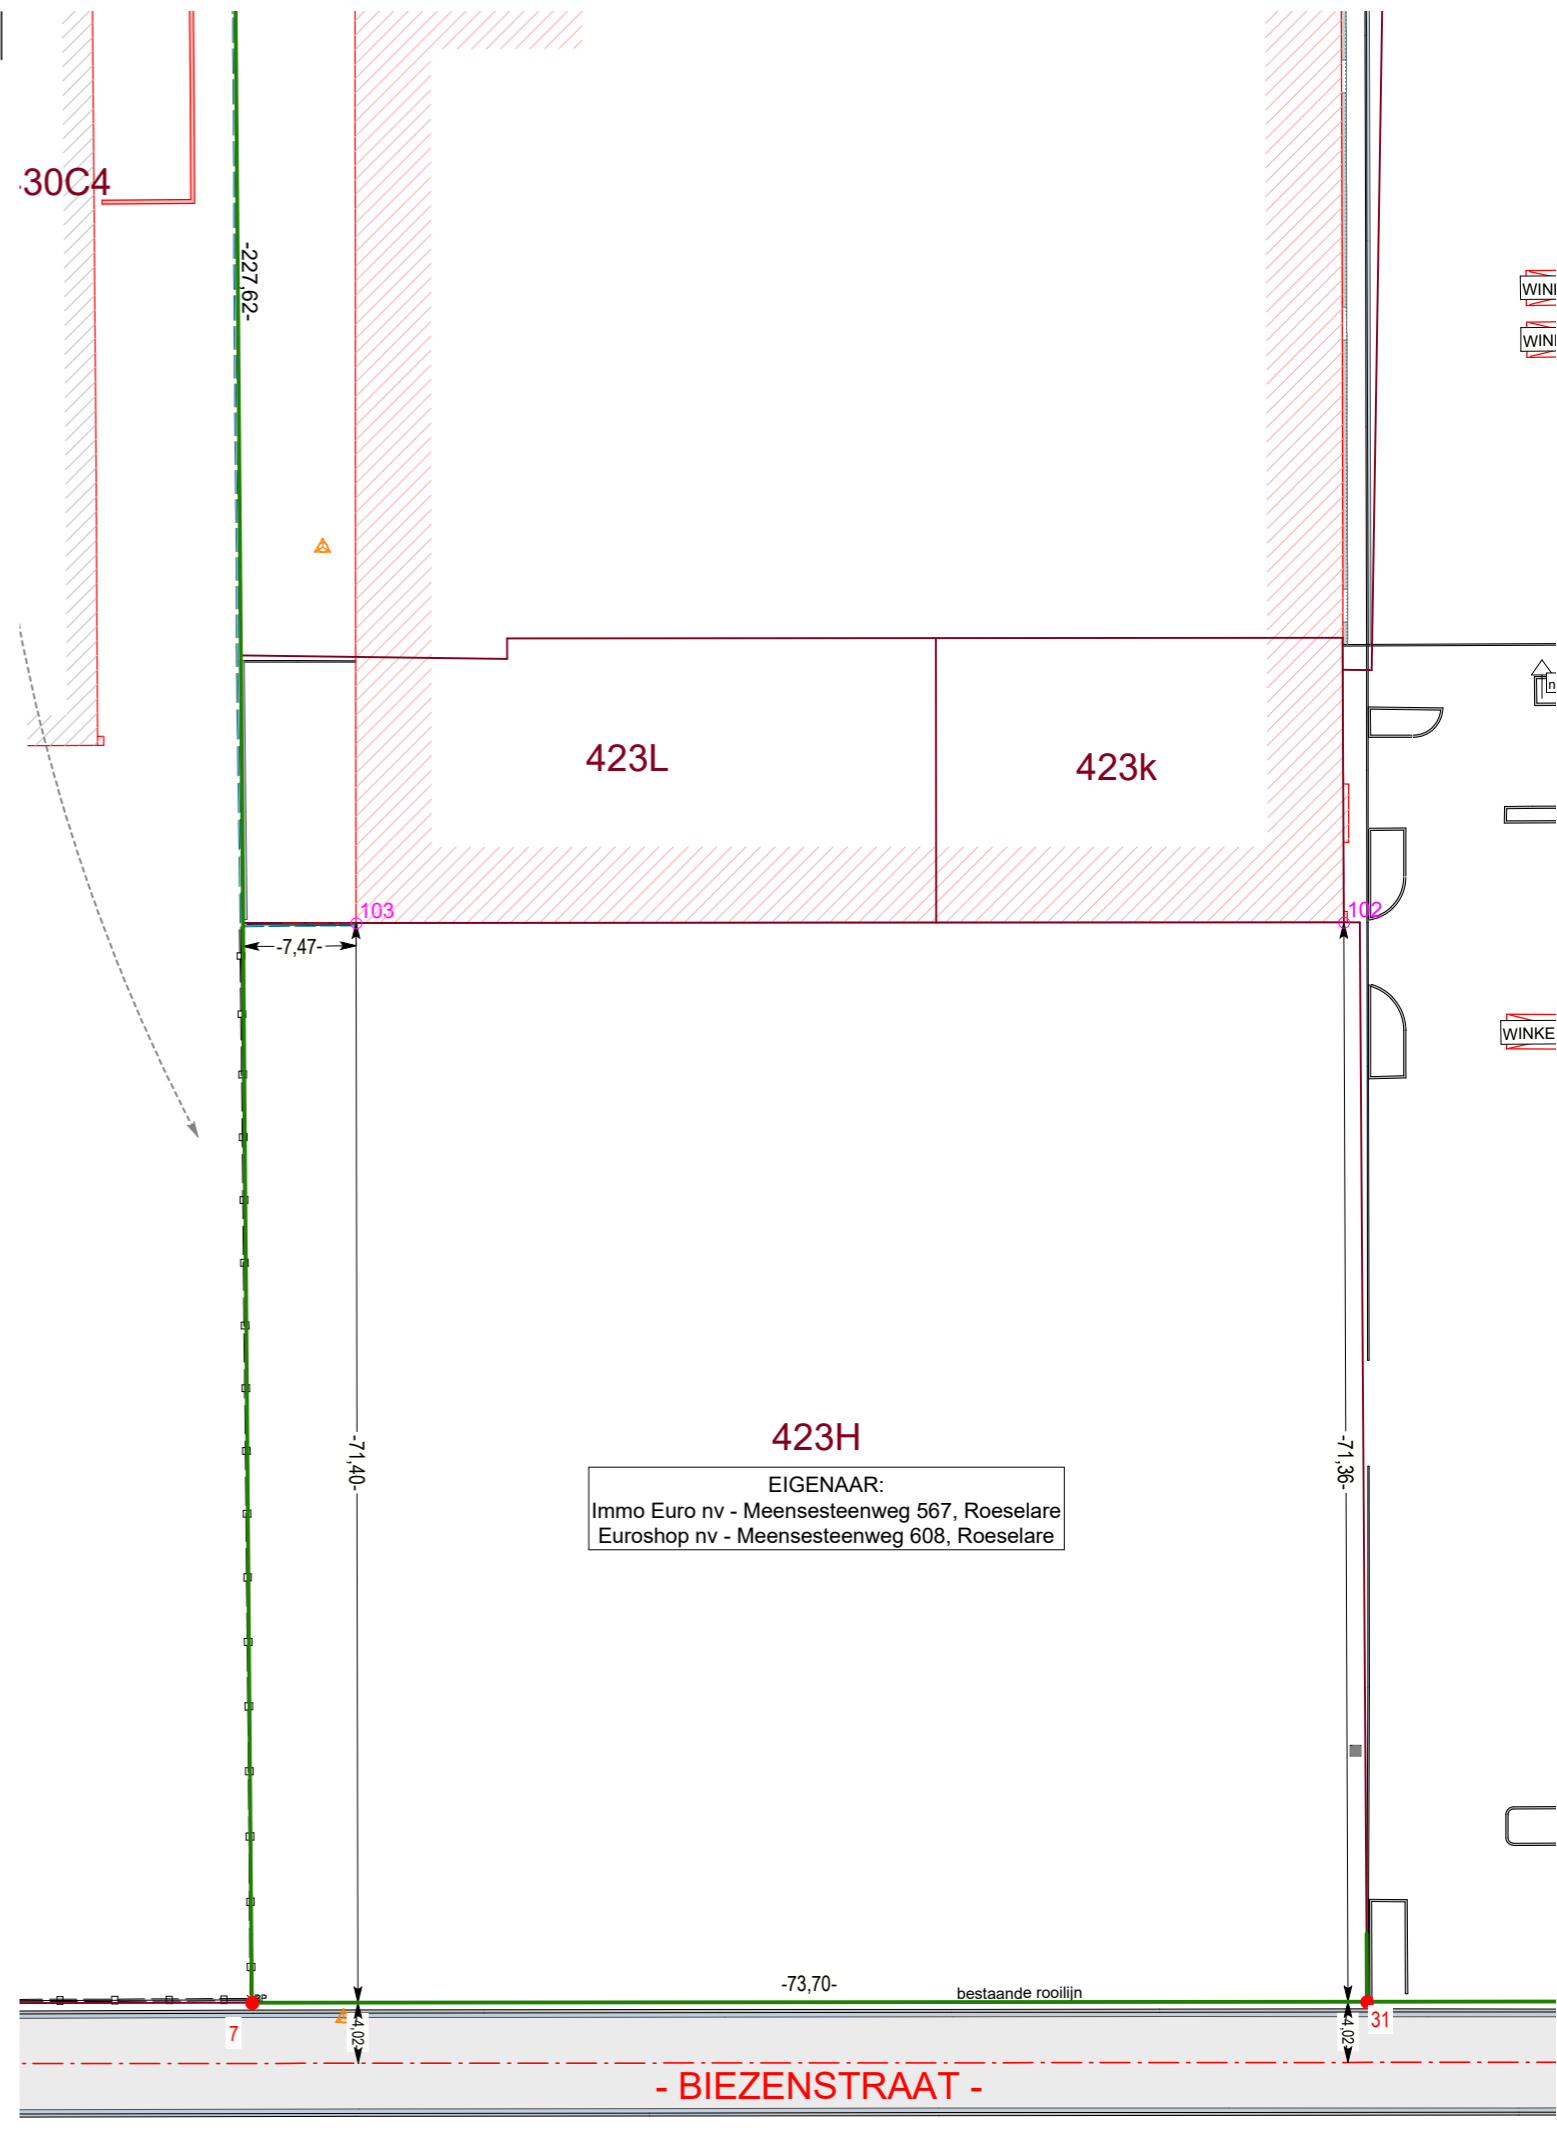 30C4
-227,62-
423L
423k
103
102
-7,47-
-71,40-
-71,36-
423H
EIGENAAR:
Immo Euro nv - Meensesteenweg 567, Roeselare
Euroshop nv - Meensesteenweg 608, Roeselare
-73,70-
bestaande rooilijn
7
31
4,02
4,02
- BIEZENSTRAAT -